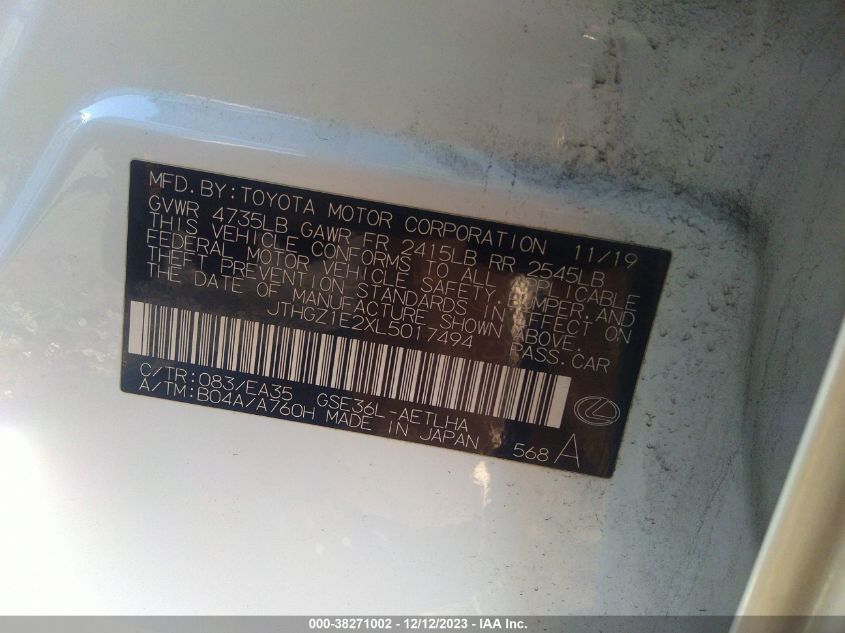 MFD. BY: TOYOTA MOTOR CORPORATION 11/19
GVWR 4735LB GAWR FR 2415LB RR 2545LB
THIS VEHICLE CONFORMS TO ALL APPLICABLE
FEDERAL MOTOR VEHICLE SAFETY, BUMPER, AND
THEFT PREVENTION STANDARDS IN EFFECT ON
THE DATE OF MANUFACTURE SHOWN ABOVE.
JTHGZ1E2XL5017494 PASS. CAR
C/TR: 083/EA35 GSE36L-AETLHA
A/TM: B04A/A760H MADE IN JAPAN 568 A
000-38271002 - 12/12/2023 - IAA Inc.